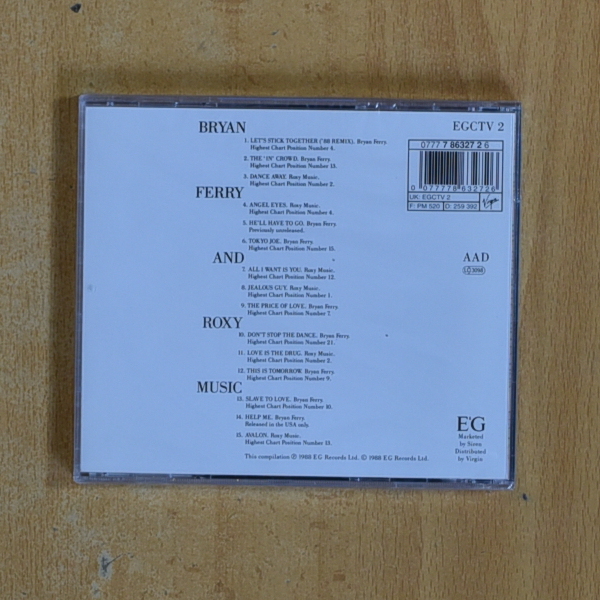 BRYAN
1. LET'S STICK TOGETHER ('88 REMIX). Bryan Ferry.
Highest Chart Position Number 4.
2. THE 'IN' CROWD. Bryan Ferry.
Highest Chart Position Number 13.
3. DANCE AWAY. Roxy Music.
Highest Chart Position Number 2.
FERRY
4. ANGEL EYES. Roxy Music.
Highest Chart Position Number 4.
5. HE'LL HAVE TO GO. Bryan Ferry.
Previously unreleased.
6. TOKYO JOE. Bryan Ferry.
Highest Chart Position Number 15.
AND
7. ALL I WANT IS YOU. Roxy Music.
Highest Chart Position Number 12.
8. JEALOUS GUY. Roxy Music.
Highest Chart Position Number 1.
9. THE PRICE OF LOVE. Bryan Ferry.
Highest Chart Position Number 7.
ROXY
10. DON'T STOP THE DANCE. Bryan Ferry.
Highest Chart Position Number 21.
11. LOVE IS THE DRUG. Roxy Music.
Highest Chart Position Number 2.
12. THIS IS TOMORROW. Bryan Ferry.
Highest Chart Position Number 9.
MUSIC
13. SLAVE TO LOVE. Bryan Ferry.
Highest Chart Position Number 10.
14. HELP ME. Bryan Ferry.
Released in the USA only.
15. AVALON. Roxy Music.
Highest Chart Position Number 13.
This compilation ℗ 1988 E'G Records Ltd. © 1988 E'G Records Ltd.
EGCTV 2
0777 7 86327 2 6
0 077778 632726
UK: EGCTV 2
F: PM 520 D: 259 392
Virgin
AAD
LC 3098
E'G
Marketed
by Siren
Distributed
by Virgin